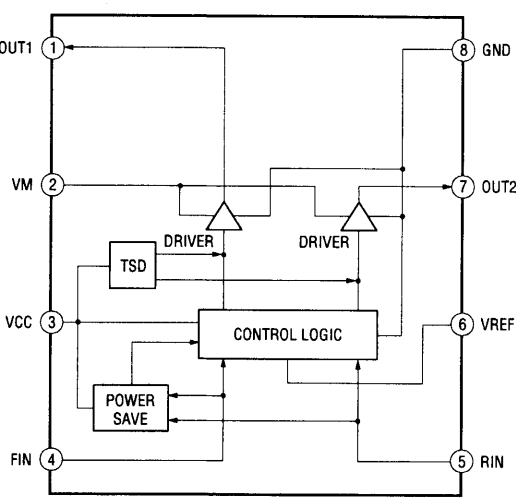 OUT1 1
8 GND
VM 2
7 OUT2
DRIVER
DRIVER
TSD
VCC 3
CONTROL LOGIC
6 VREF
POWER
SAVE
FIN 4
5 RIN